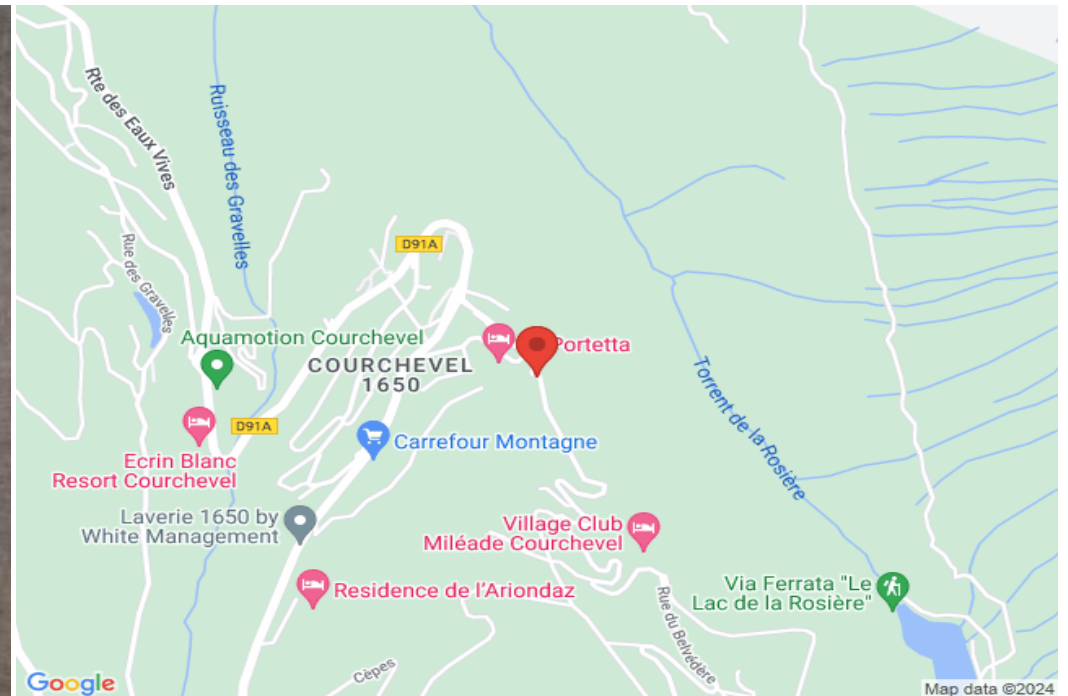 Rte des Eaux Vives
Ruisseau des Gravelles
Rue des Gravelles
D91A
Aquamotion Courchevel
COURCHEVEL
1650
Portetta
D91A
Carrefour Montagne
Ecrin Blanc
Resort Courchevel
Torrent de la Rosière
Laverie 1650 by
White Management
Village Club
Miléade Courchevel
Residence de l'Ariondaz
Via Ferrata "Le
Lac de la Rosière"
Rue du Belvédère
Cèpes
Google
Map data ©2024